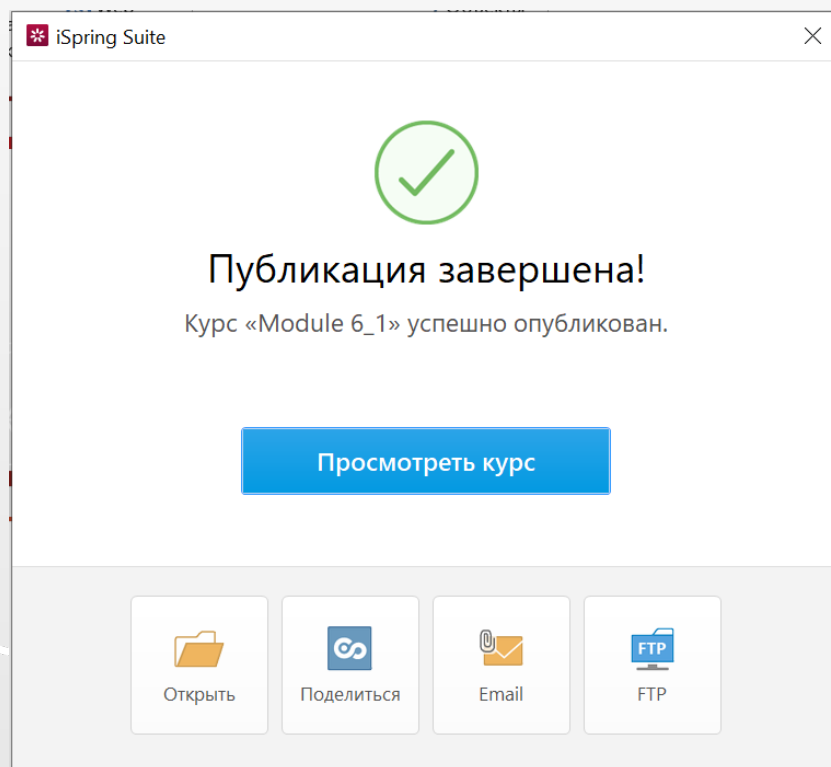 iSpring Suite
Публикация завершена!
Курс «Module 6_1» успешно опубликован.
Просмотреть курс
Открыть
Поделиться
Email
FTP
FTP